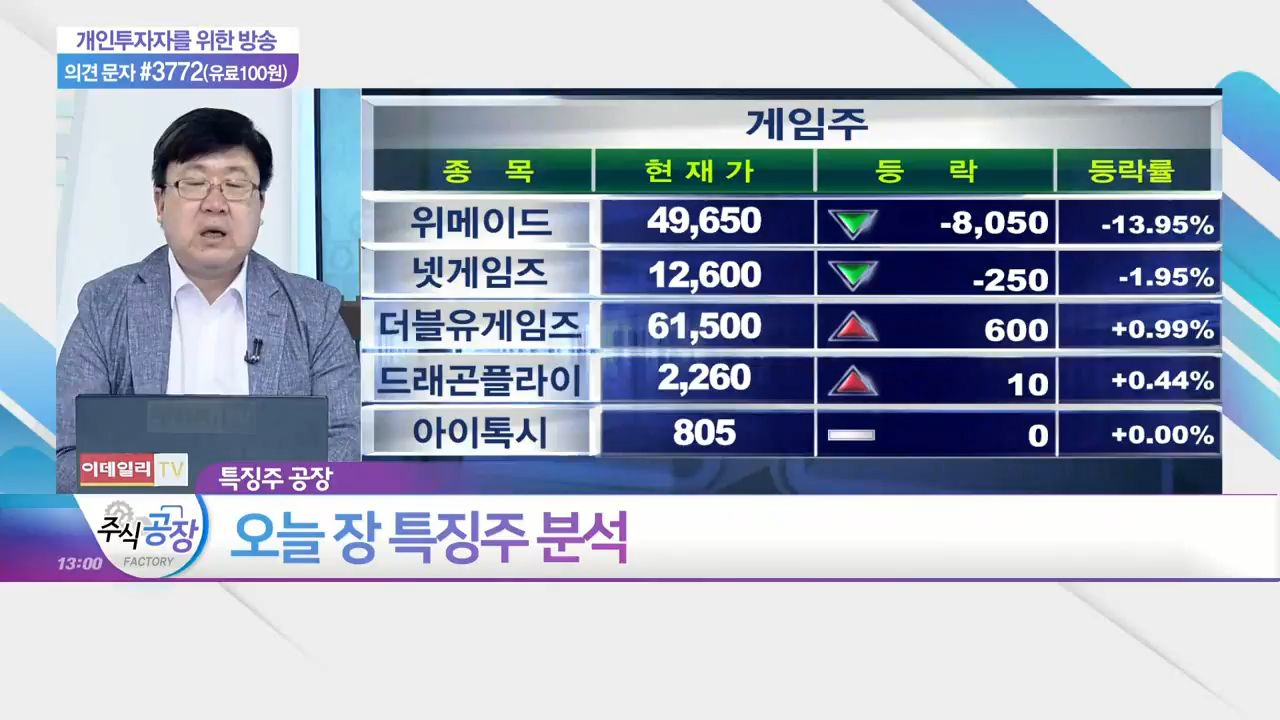 개인투자자를 위한 방송
의견 문자 #3772(유료100원)
게임주
종 목 현 재 가 등 락 등락률
위메이드 49,650 -8,050 -13.95%
넷게임즈 12,600 -250 -1.95%
더블유게임즈 61,500 600 +0.99%
드래곤플라이 2,260 10 +0.44%
아이톡시 805 0 +0.00%
이데일리 TV
특징주 공장
주식공장
FACTORY
13:00
오늘 장 특징주 분석